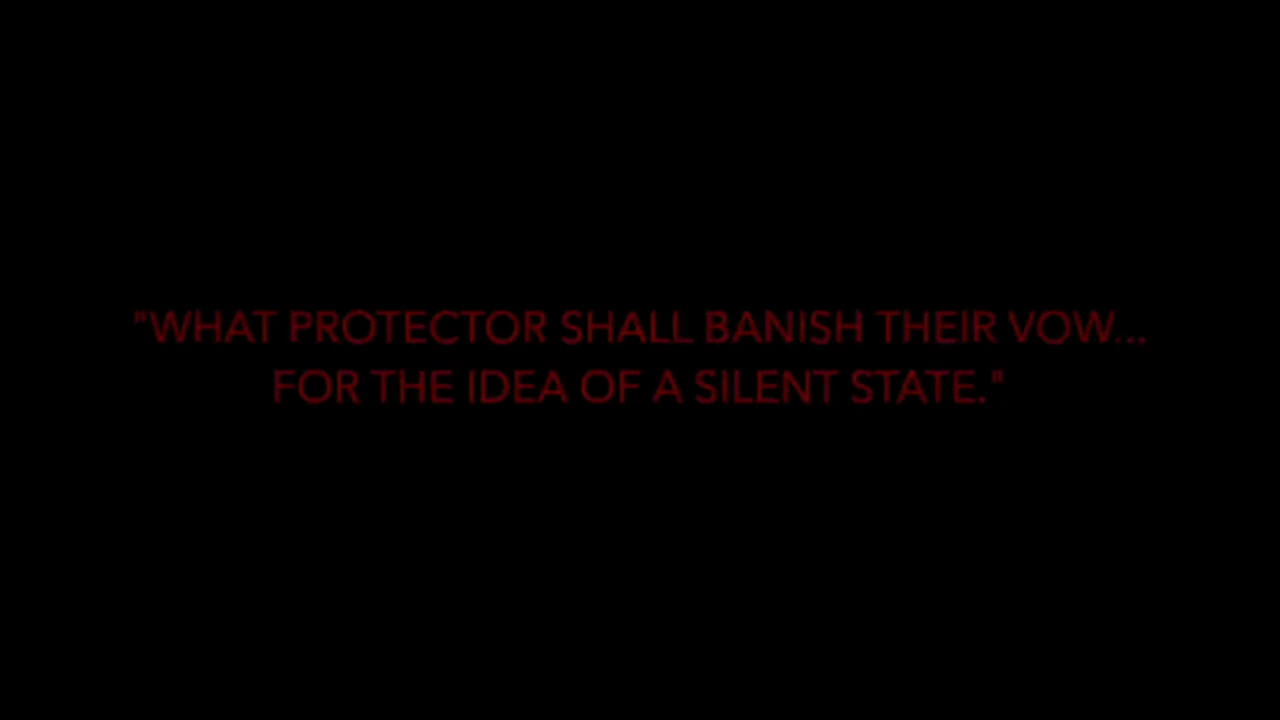 "WHAT PROTECTOR SHALL BANISH THEIR VOW...
FOR THE IDEA OF A SILENT STATE."